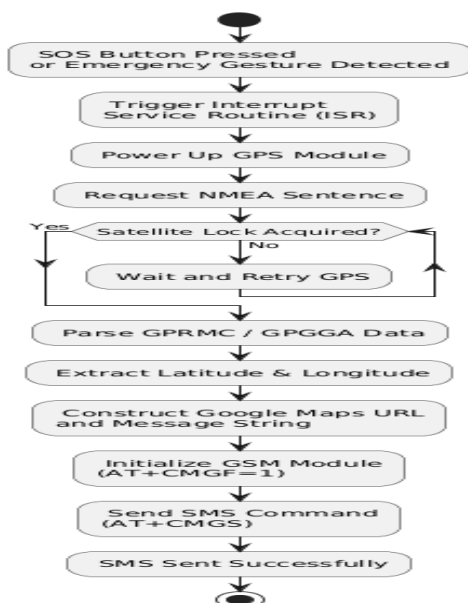 SOS Button Pressed
or Emergency Gesture Detected
Trigger Interrupt
Service Routine (ISR)
Power Up GPS Module
Request NMEA Sentence
Yes
Satellite Lock Acquired?
No
Wait and Retry GPS
Parse GPRMC / GPGGA Data
Extract Latitude & Longitude
Construct Google Maps URL
and Message String
Initialize GSM Module
(AT+CMGF=1)
Send SMS Command
(AT+CMGS)
SMS Sent Successfully